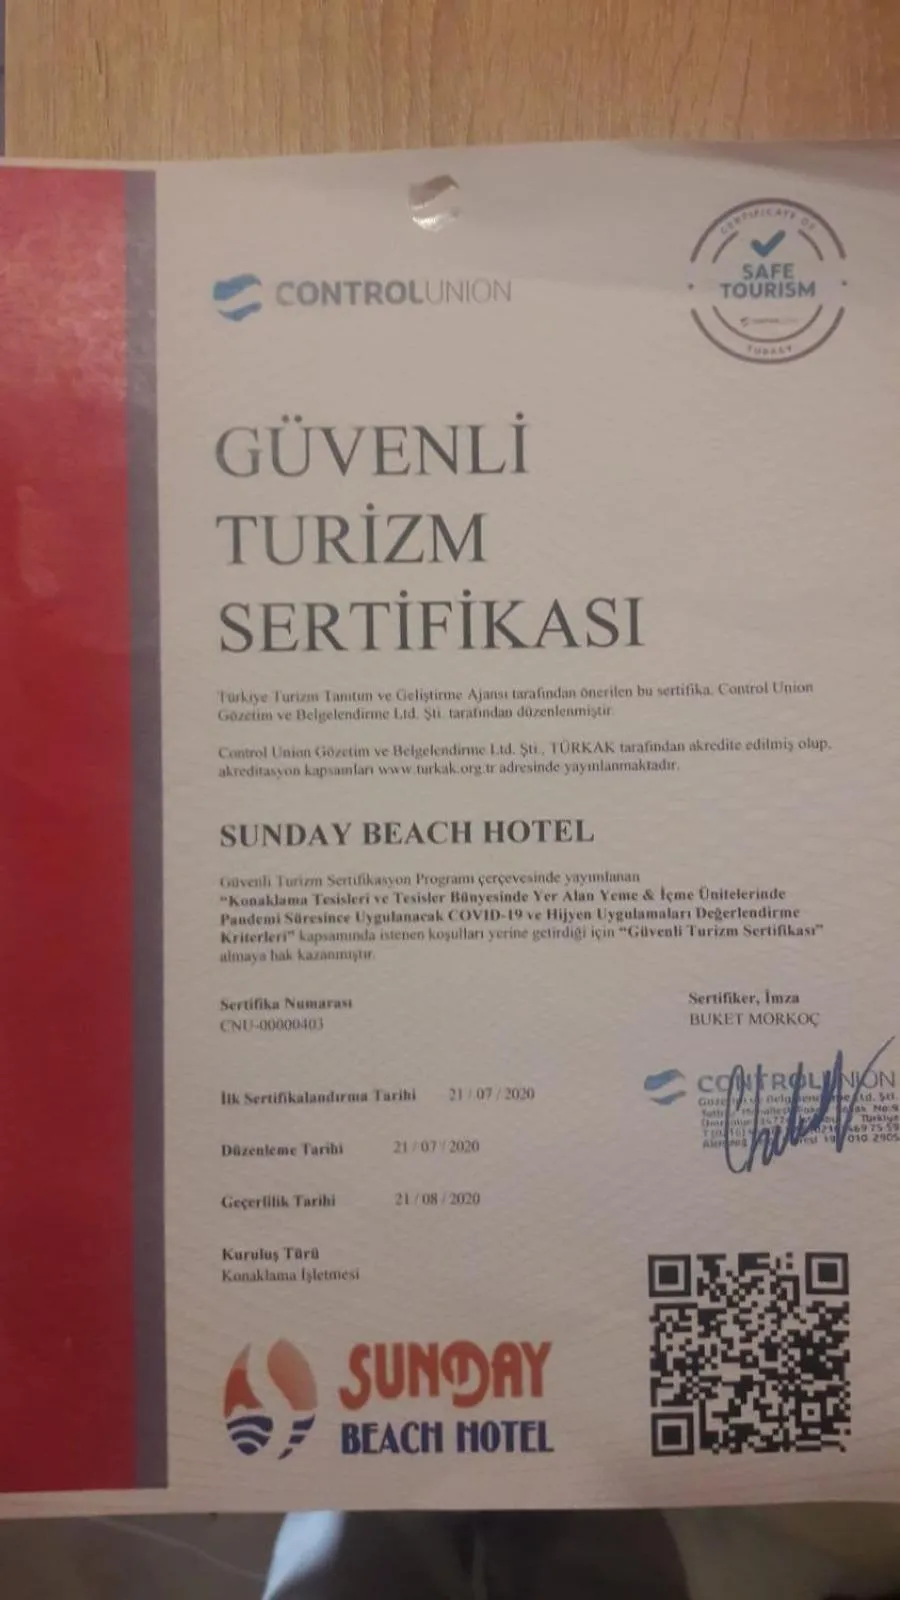 CONTROLUNION
CERTIFICATE OF
SAFE
TOURISM
TURKEY
GÜVENLİ
TURİZM
SERTİFİKASI
Türkiye Turizm Tanıtım ve Geliştirme Ajansı tarafından önerilen bu sertifika, Control Union
Gözetim ve Belgelendirme Ltd. Şti. tarafından düzenlenmiştir.
Control Union Gözetim ve Belgelendirme Ltd. Şti., TÜRKAK tarafından akredite edilmiş olup,
akreditasyon kapsamları www.turkak.org.tr adresinde yayınlanmaktadır.
SUNDAY BEACH HOTEL
Güvenli Turizm Sertifikasyon Programı çerçevesinde yayımlanan
“Konaklama Tesisleri ve Tesisler Bünyesinde Yer Alan Yeme & İçme Ünitelerinde
Pandemi Süresince Uygulanacak COVID-19 ve Hijyen Uygulamaları Değerlendirme
Kriterleri” kapsamında istenen koşulları yerine getirdiği için “Güvenli Turizm Sertifikası”
almaya hak kazanmıştır.
Sertifika Numarası
CNU-00000403
Sertifiker, İmza
BUKET MORKOÇ
CONTROLUNION
İlk Sertifikalandırma Tarihi 21 / 07 / 2020
Düzenleme Tarihi 21 / 07 / 2020
Geçerlilik Tarihi 21 / 08 / 2020
Kuruluş Türü
Konaklama İşletmesi
SUNDAY
BEACH HOTEL